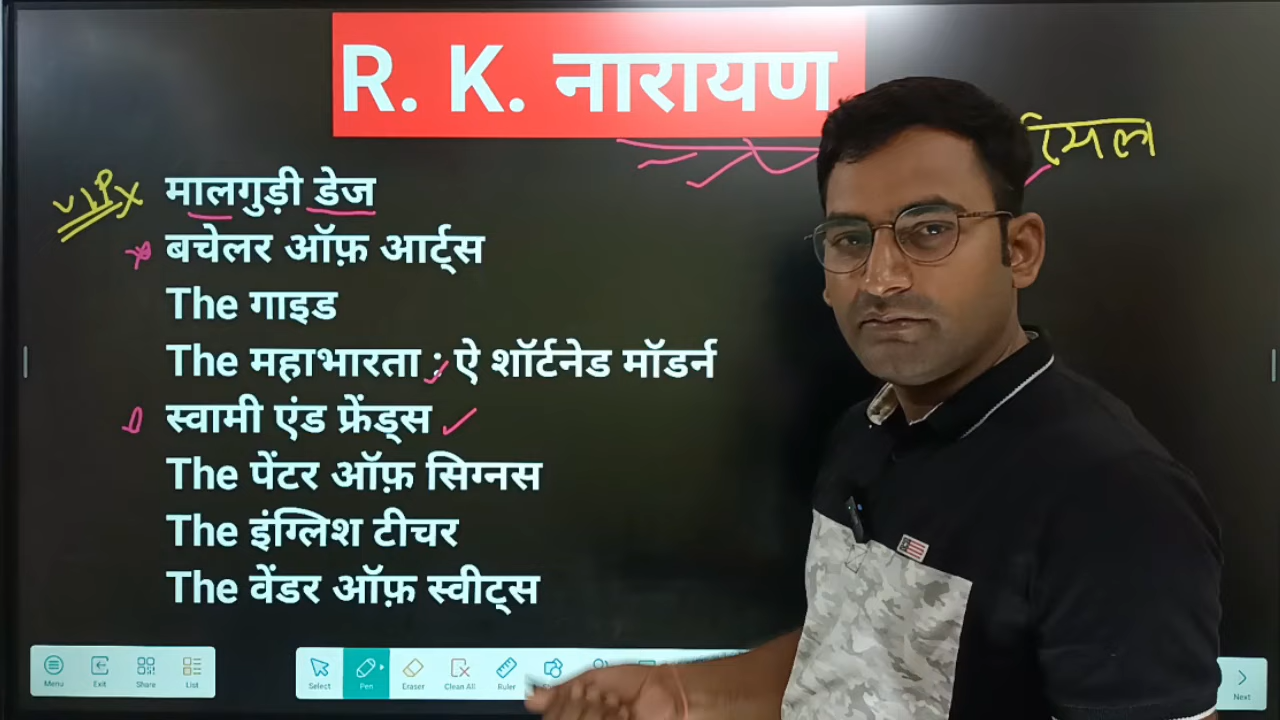 R. K. नारायण
VIP
मालगुड़ी डेज
बचेलर ऑफ़ आर्ट्स
The गाइड
The महाभारता : ऐ शॉर्टनेड मॉडर्न
स्वामी एंड फ्रेंड्स
The पेंटर ऑफ़ सिग्नस
The इंग्लिश टीचर
The वेंडर ऑफ़ स्वीट्स
Menu Exit Share List Select Pen Eraser Clean All Ruler Next